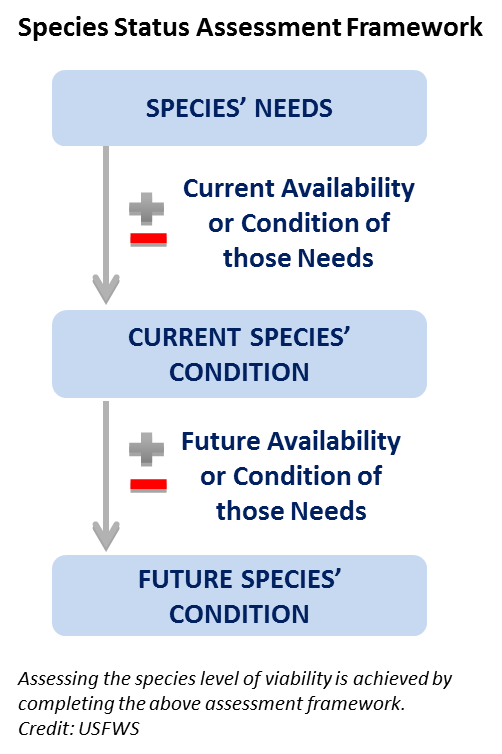 Species Status Assessment Framework
SPECIES’ NEEDS
Current Availability
or Condition of
those Needs
CURRENT SPECIES’
CONDITION
Future Availability
or Condition of
those Needs
FUTURE SPECIES’
CONDITION
Assessing the species level of viability is achieved by
completing the above assessment framework.
Credit: USFWS